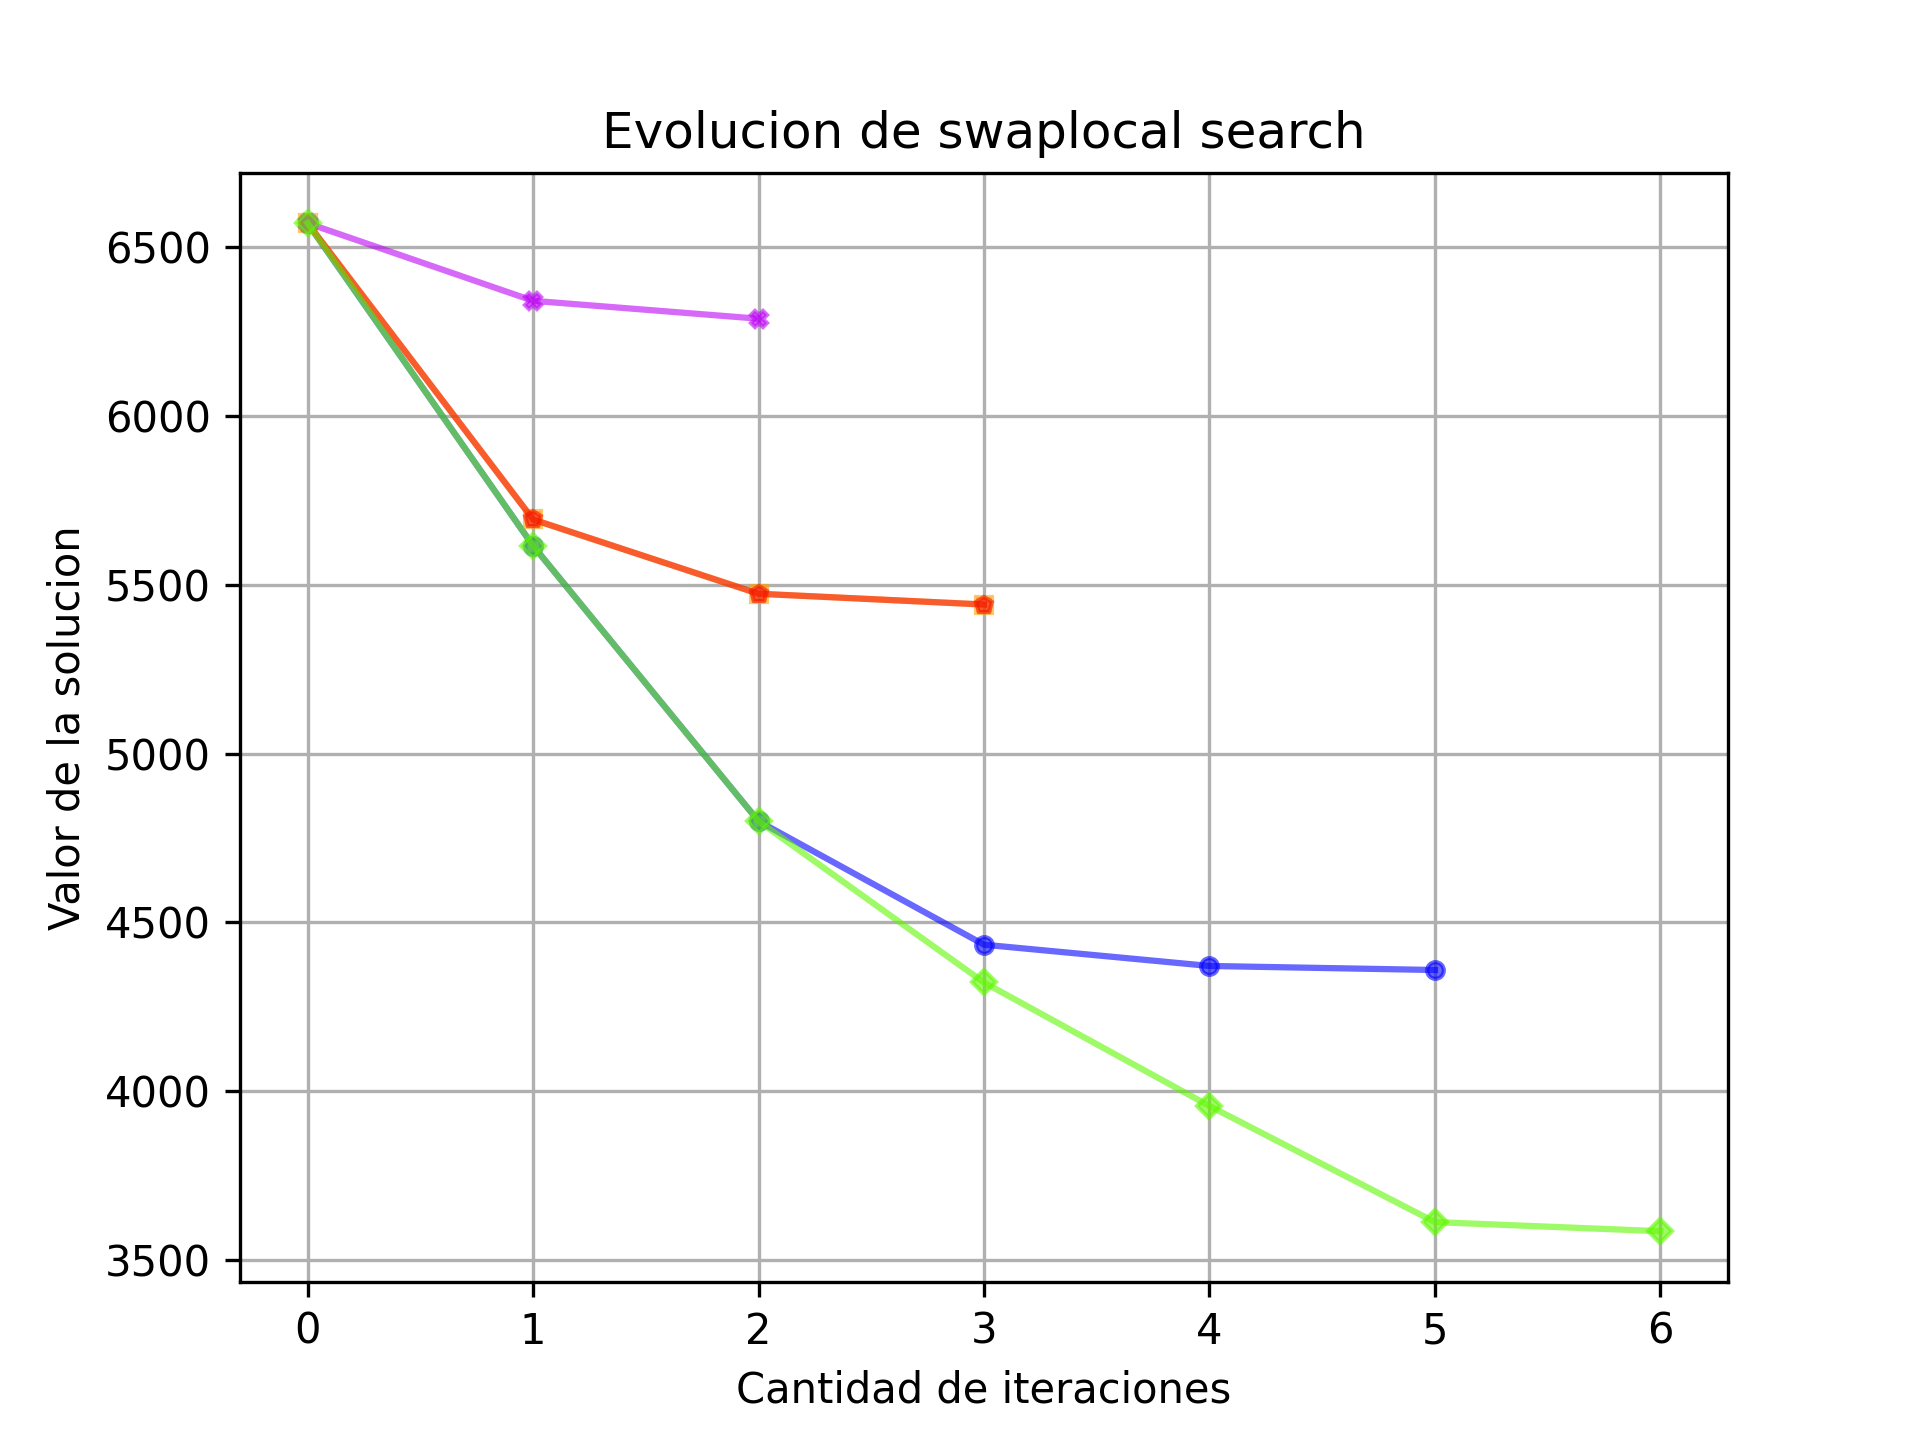 Evolucion de swaplocal search
6500
6000
5500
5000
4500
4000
3500
Valor de la solucion
0 1 2 3 4 5 6
Cantidad de iteraciones